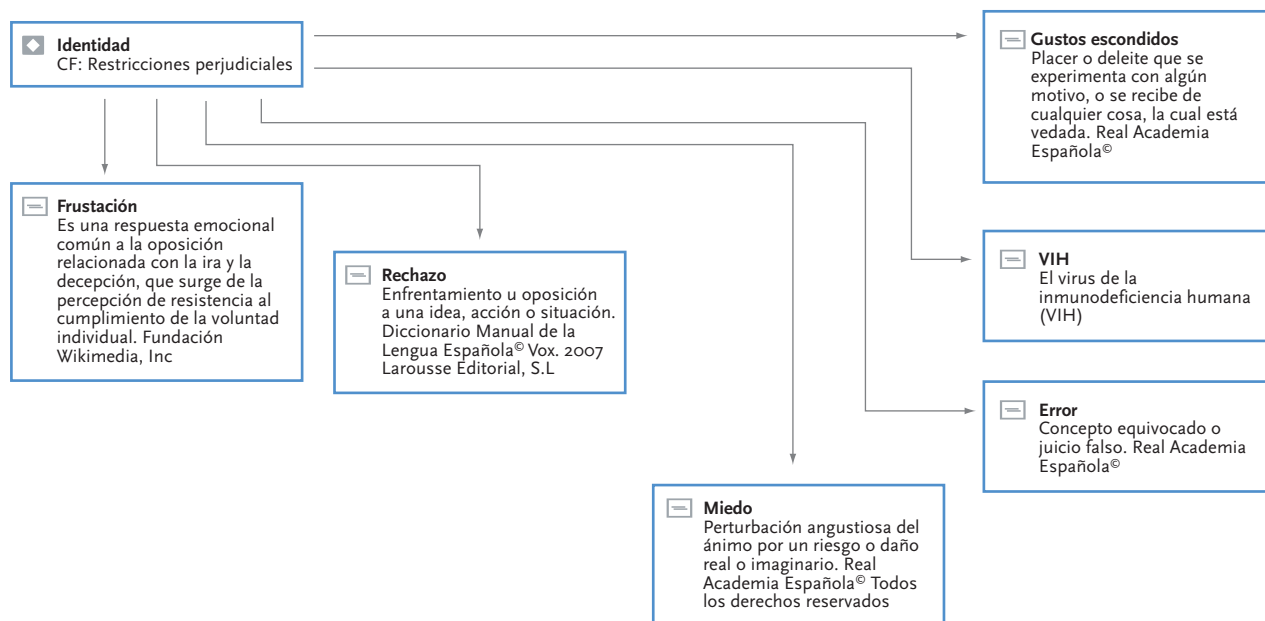 Identidad
CF: Restricciones perjudiciales
Gustos escondidos
Placer o deleite que se
experimenta con algún
motivo, o se recibe de
cualquier cosa, la cual está
vedada. Real Academia
Española©
Frustación
Es una respuesta emocional
común a la oposición
relacionada con la ira y la
decepción, que surge de la
percepción de resistencia al
cumplimiento de la voluntad
individual. Fundación
Wikimedia, Inc
Rechazo
Enfrentamiento u oposición
a una idea, acción o situación.
Diccionario Manual de la
Lengua Española© Vox. 2007
Larousse Editorial, S.L
VIH
El virus de la
inmunodeficiencia humana
(VIH)
Error
Concepto equivocado o
juicio falso. Real Academia
Española©
Miedo
Perturbación angustiosa del
ánimo por un riesgo o daño
real o imaginario. Real
Academia Española© Todos
los derechos reservados